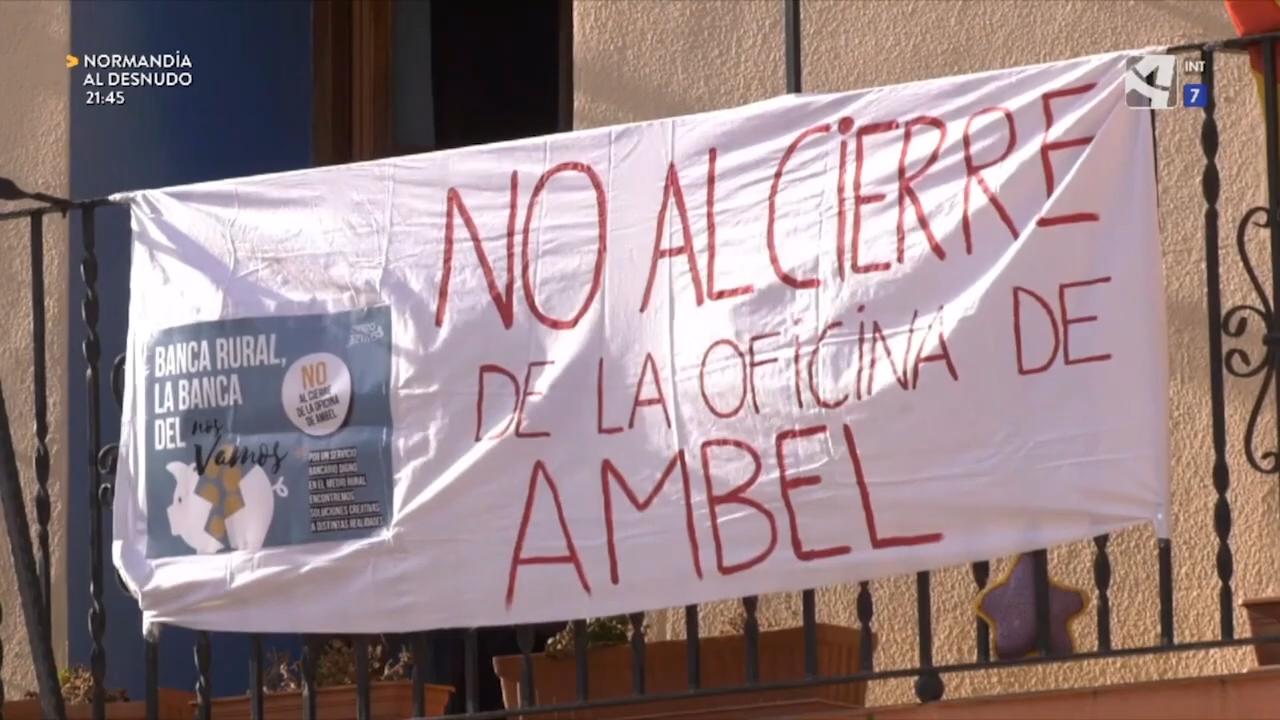 NORMANDÍA
AL DESNUDO
21:45
INT
7
NO AL CIERRE
DE LA OFICINA DE
AMBEL
BANCA RURAL,
LA BANCA
DEL nos
Vamos
NO
AL CIERRE
DE LA OFICINA
DE AMBEL
POR UN SERVICIO
BANCARIO DIGNO
EN EL MEDIO RURAL
ENCONTREMOS
SOLUCIONES CREATIVAS
A DISTINTAS REALIDADES